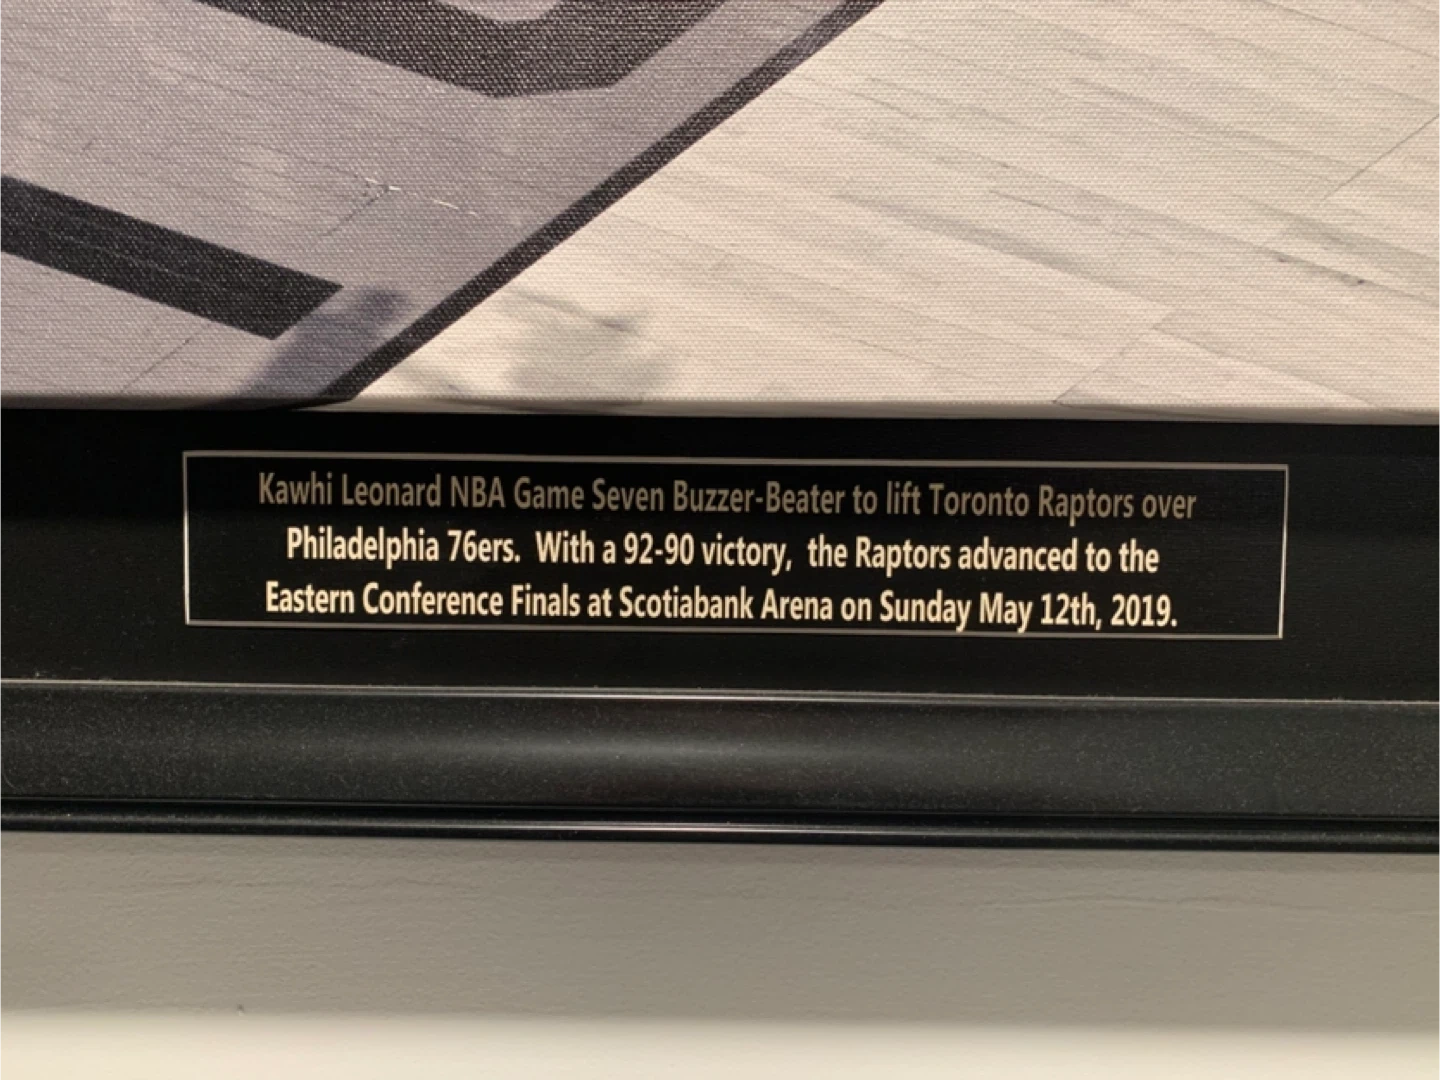 Kawhi Leonard NBA Game Seven Buzzer-Beater to lift Toronto Raptors over
Philadelphia 76ers.  With a 92-90 victory,  the Raptors advanced to the
Eastern Conference Finals at Scotiabank Arena on Sunday May 12th, 2019.